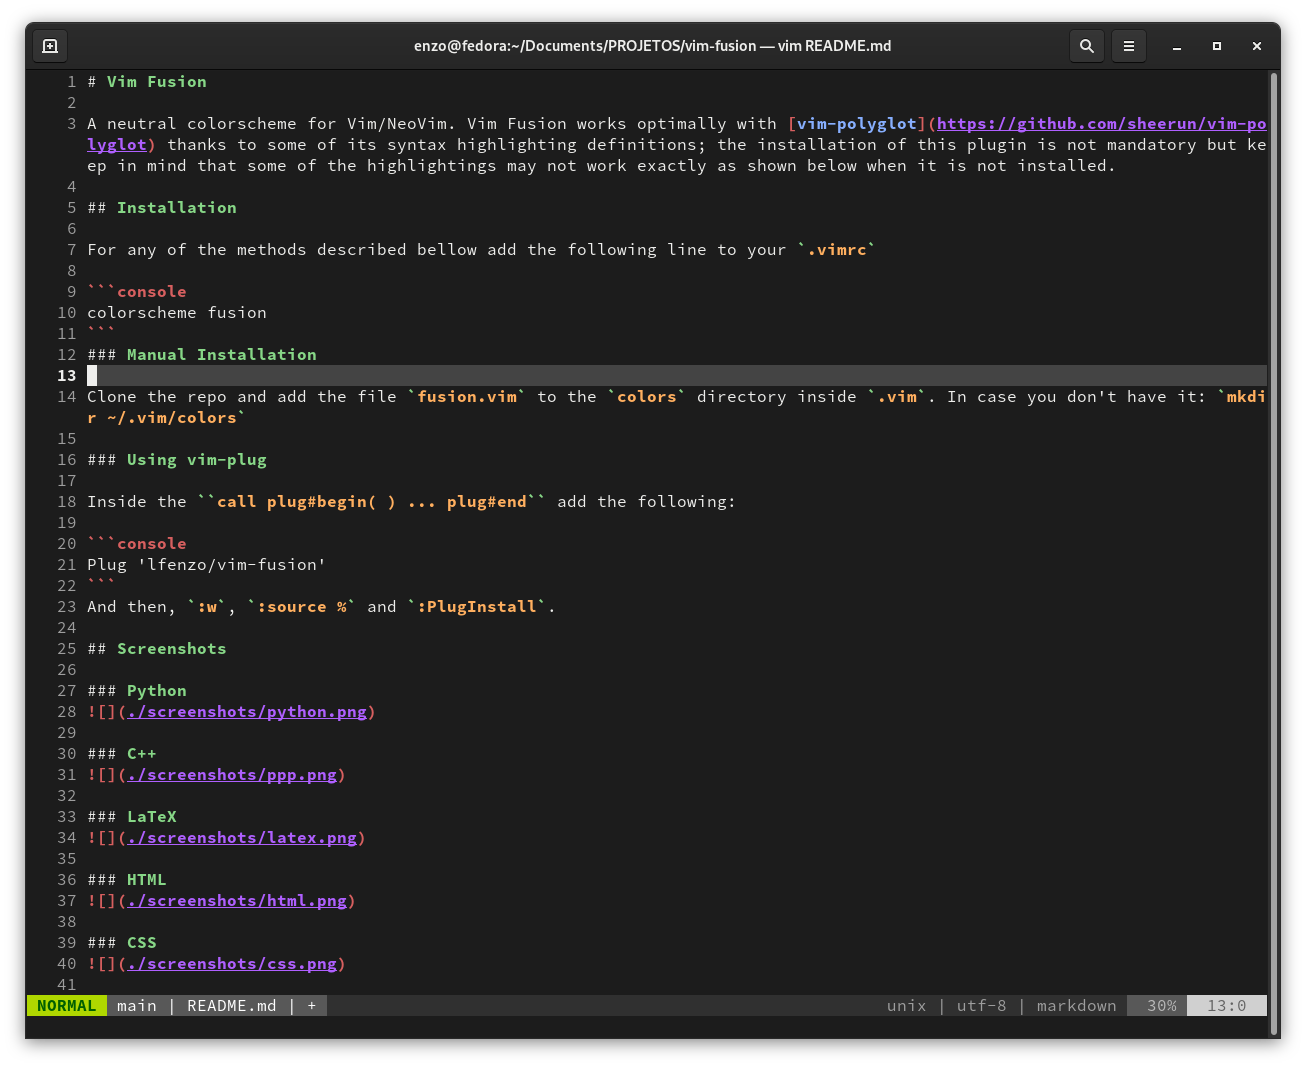 enzo@fedora:~/Documents/PROJETOS/vim-fusion — vim README.md
1 # Vim Fusion
2
3 A neutral colorscheme for Vim/NeoVim. Vim Fusion works optimally with [vim-polyglot](https://github.com/sheerun/vim-po
lyglot) thanks to some of its syntax highlighting definitions; the installation of this plugin is not mandatory but ke
ep in mind that some of the highlightings may not work exactly as shown below when it is not installed.
4
5 ## Installation
6
7 For any of the methods described bellow add the following line to your `.vimrc`
8
9 ```console
10 colorscheme fusion
11 ```
12 ### Manual Installation
13
14 Clone the repo and add the file `fusion.vim` to the `colors` directory inside `.vim`. In case you don't have it: `mkdi
r ~/.vim/colors`
15
16 ### Using vim-plug
17
18 Inside the ``call plug#begin( ) ... plug#end`` add the following:
19
20 ```console
21 Plug 'lfenzo/vim-fusion'
22 ```
23 And then, `:w`, `:source %` and `:PlugInstall`.
24
25 ## Screenshots
26
27 ### Python
28 ![](./screenshots/python.png)
29
30 ### C++
31 ![](./screenshots/ppp.png)
32
33 ### LaTeX
34 ![](./screenshots/latex.png)
35
36 ### HTML
37 ![](./screenshots/html.png)
38
39 ### CSS
40 ![](./screenshots/css.png)
41
NORMAL main | README.md | + unix | utf-8 | markdown 30% 13:0